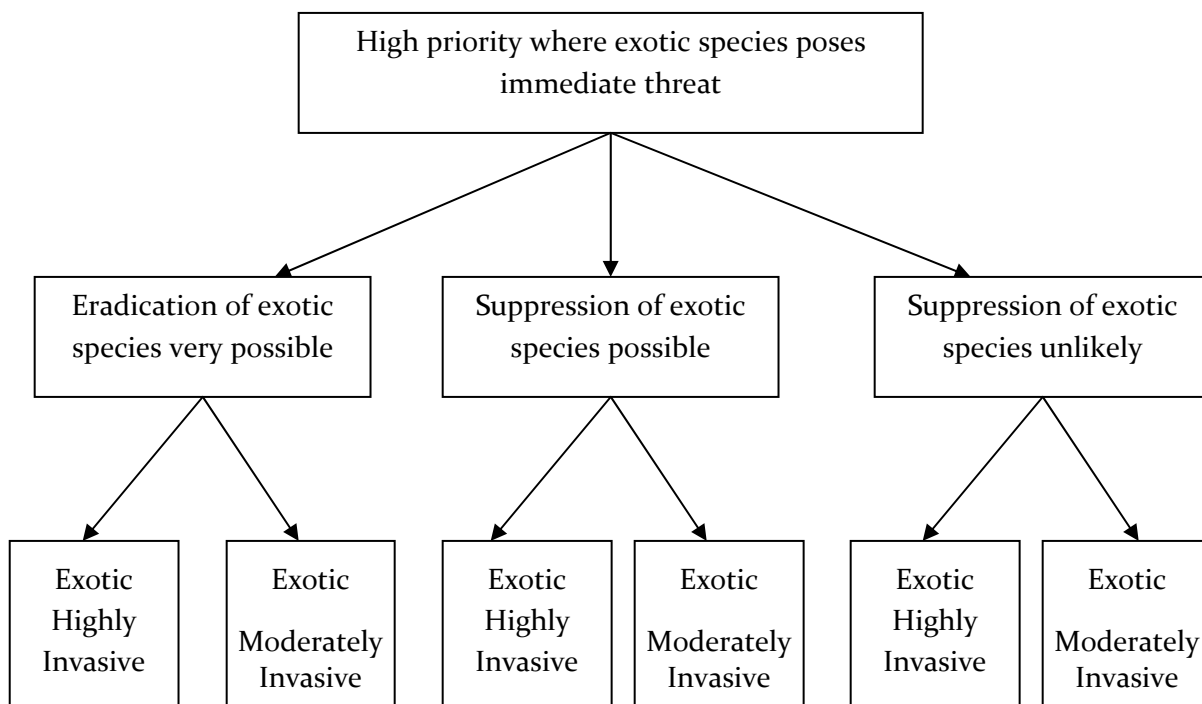 High priority where exotic species poses
immediate threat
Eradication of exotic
species very possible
Suppression of exotic
species possible
Suppression of exotic
species unlikely
Exotic
Highly
Invasive
Exotic
Moderately
Invasive
Exotic
Highly
Invasive
Exotic
Moderately
Invasive
Exotic
Highly
Invasive
Exotic
Moderately
Invasive